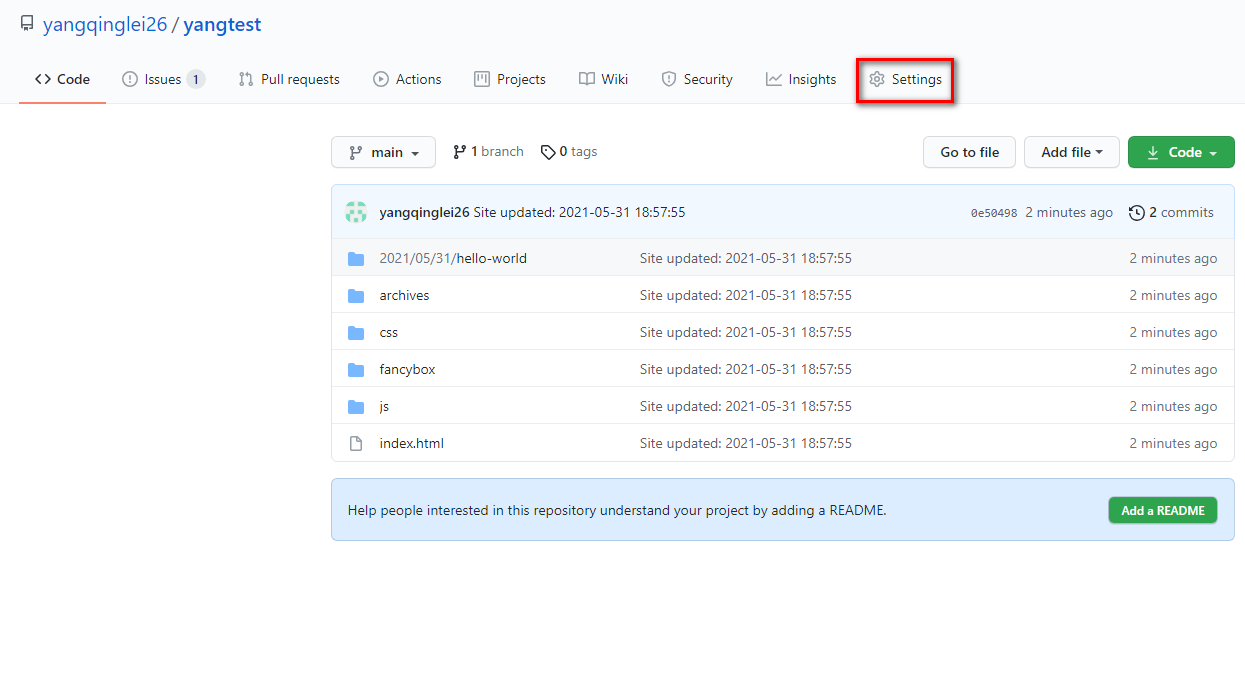 yangqinglei26 / yangtest
Code Issues 1 Pull requests Actions Projects Wiki Security Insights Settings
main 1 branch 0 tags Go to file Add file Code
yangqinglei26 Site updated: 2021-05-31 18:57:55 0e50498 2 minutes ago 2 commits
2021/05/31/hello-world Site updated: 2021-05-31 18:57:55 2 minutes ago
archives Site updated: 2021-05-31 18:57:55 2 minutes ago
css Site updated: 2021-05-31 18:57:55 2 minutes ago
fancybox Site updated: 2021-05-31 18:57:55 2 minutes ago
js Site updated: 2021-05-31 18:57:55 2 minutes ago
index.html Site updated: 2021-05-31 18:57:55 2 minutes ago
Help people interested in this repository understand your project by adding a README. Add a README